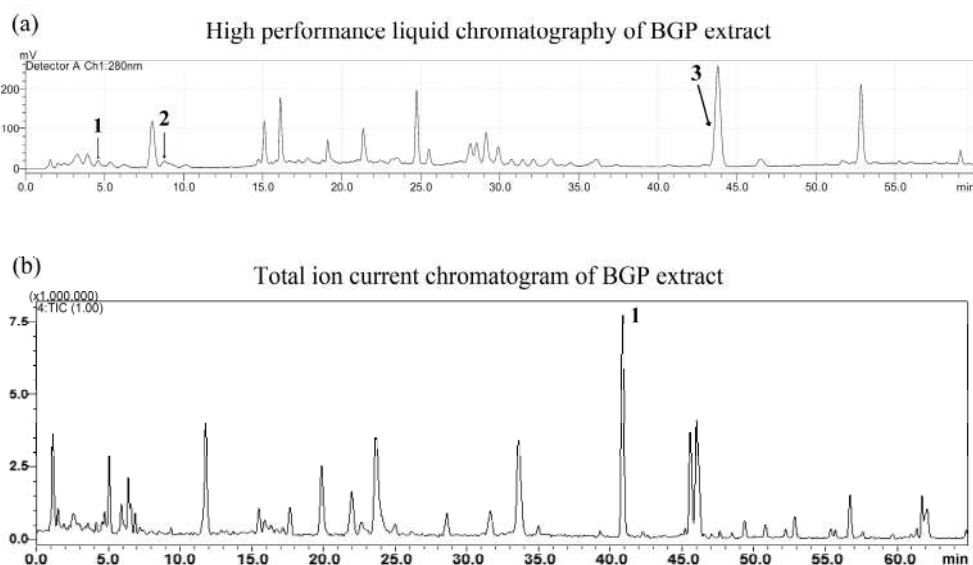 (a)
High performance liquid chromatography of BGP extract
mV
Detector A Ch1:280nm
200
100
0
1
2
3
0.0 5.0 10.0 15.0 20.0 25.0 30.0 35.0 40.0 45.0 50.0 55.0 min
(b)
Total ion current chromatogram of BGP extract
(x1,000,000)
4:TIC (1.00)
7.5
5.0
2.5
0.0
1
0.0 5.0 10.0 15.0 20.0 25.0 30.0 35.0 40.0 45.0 50.0 55.0 60.0 min